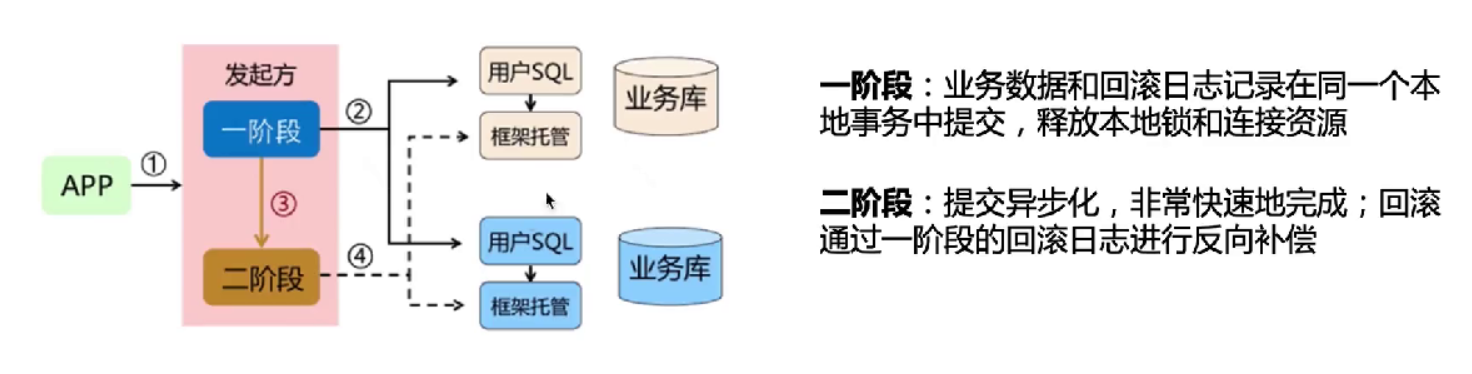 发起方
一阶段
二阶段
APP
①
②
③
④
用户SQL
框架托管
业务库
用户SQL
框架托管
业务库
一阶段：业务数据和回滚日志记录在同一个本
地事务中提交，释放本地锁和连接资源
二阶段：提交异步化，非常快速地完成；回滚
通过一阶段的回滚日志进行反向补偿